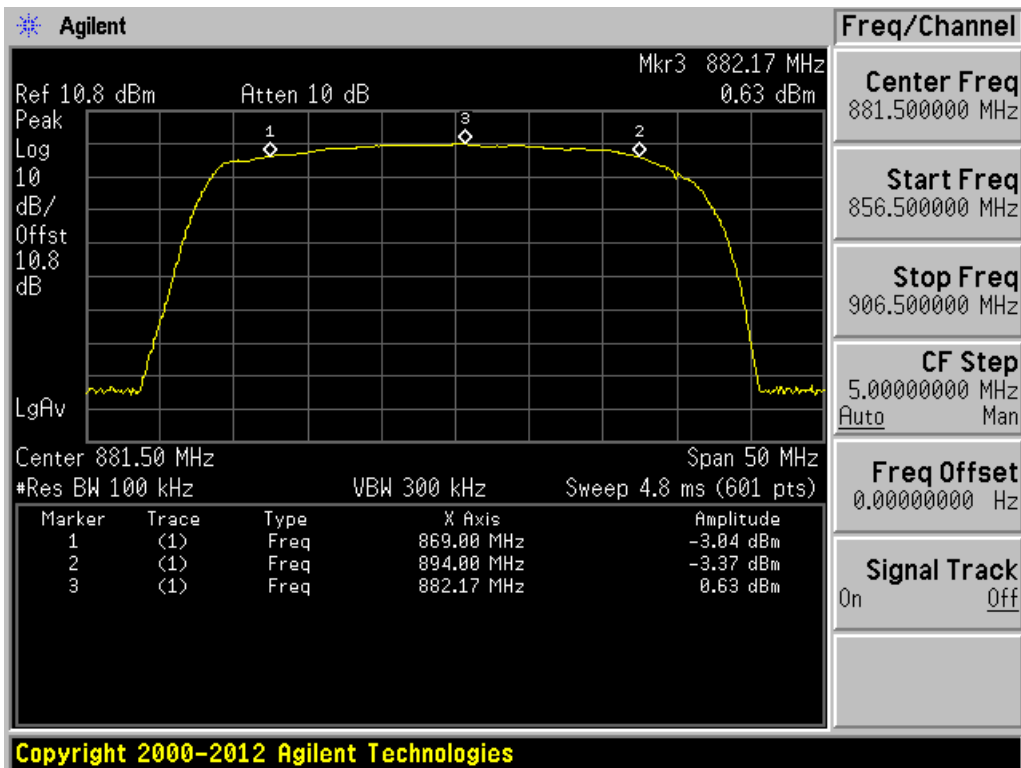 Agilent
Freq/Channel
Mkr3 882.17 MHz
Ref 10.8 dBm Atten 10 dB 0.63 dBm
Peak
Log
10
dB/
Offst
10.8
dB
LgAv
1
3
2
Center 881.50 MHz Span 50 MHz
#Res BW 100 kHz VBW 300 kHz Sweep 4.8 ms (601 pts)
Marker Trace Type X Axis Amplitude
1 (1) Freq 869.00 MHz -3.04 dBm
2 (1) Freq 894.00 MHz -3.37 dBm
3 (1) Freq 882.17 MHz 0.63 dBm
Center Freq
881.500000 MHz
Start Freq
856.500000 MHz
Stop Freq
906.500000 MHz
CF Step
5.00000000 MHz
Auto Man
Freq Offset
0.00000000 Hz
Signal Track
On Off
Copyright 2000-2012 Agilent Technologies